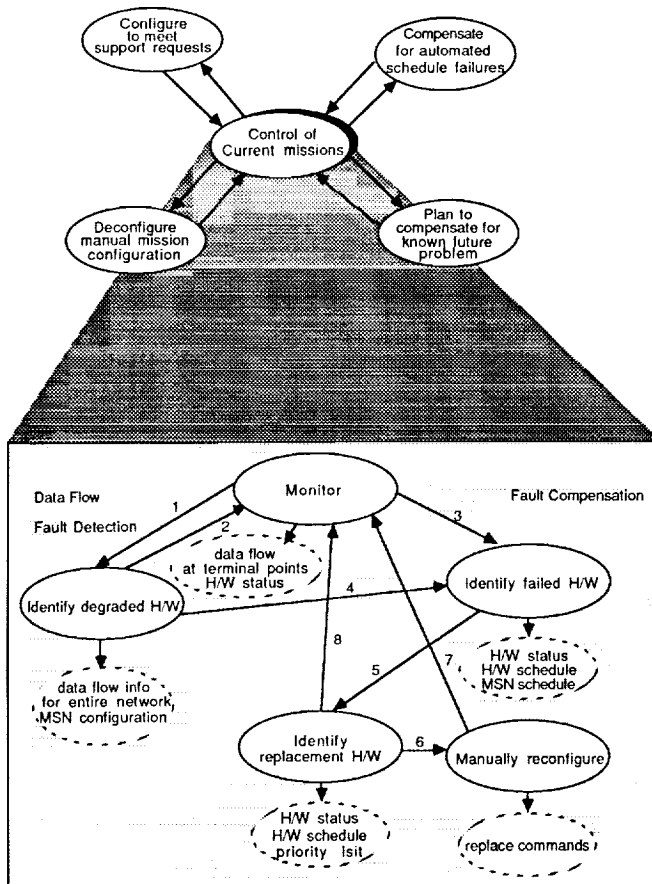 Configure
to meet
support requests
Compensate
for automated
schedule failures
Control of
Current missions
Deconfigure
manual mission
configuration
Plan to
compensate for
known future
problem
Data Flow
Fault Detection
1
2
Monitor
3
Fault Compensation
data flow
at terminal points
H/W status
Identify degraded H/W
4
Identify failed H/W
data flow info
for entire network,
MSN configuration
8
5
7
H/W status
H/W schedule
MSN schedule
Identify
replacement H/W
6
Manually reconfigure
H/W status
H/W schedule
priority lsit
replace commands